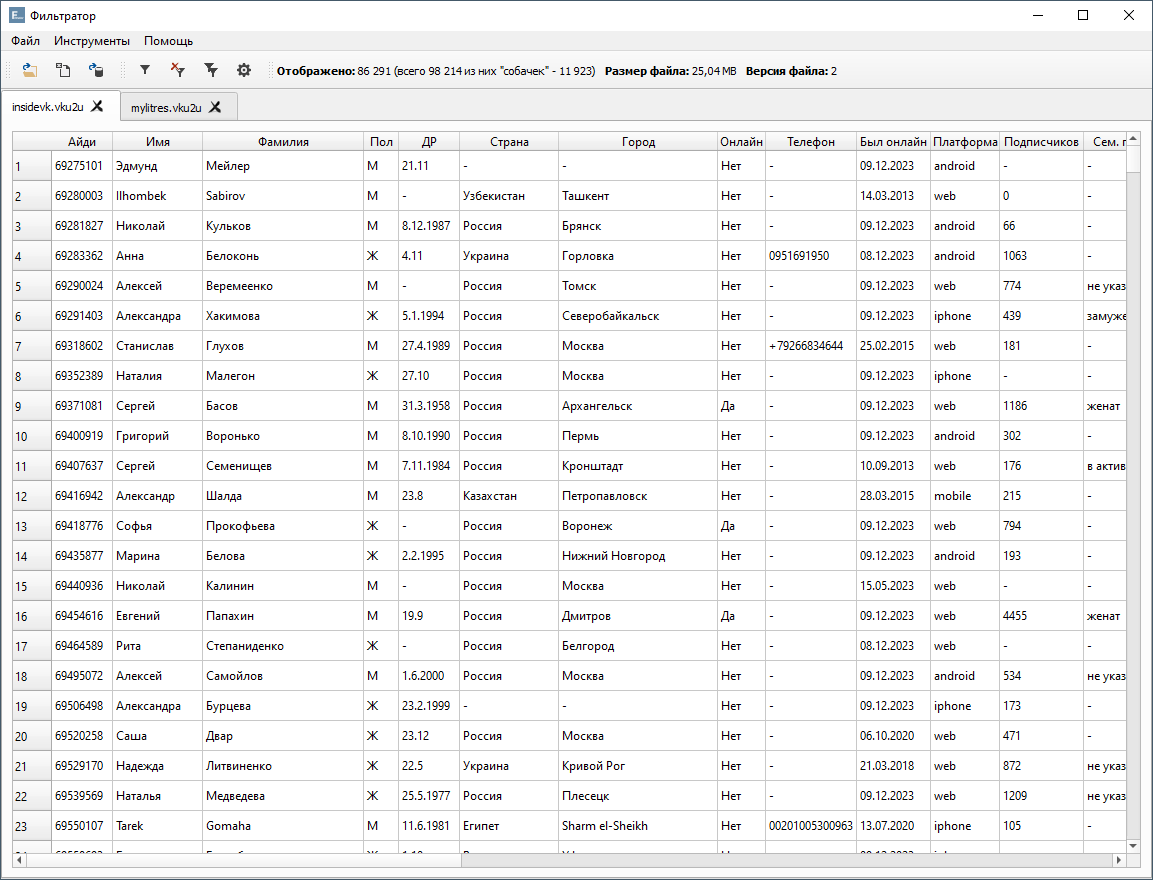 Фильтратор
Файл Инструменты Помощь
Отображено: 86 291 (всего 98 214 из них "собачек" - 11 923) Размер файла: 25,04 MB Версия файла: 2
insidevk.vku2u mylitres.vku2u
Айди Имя Фамилия Пол ДР Страна Город Онлайн Телефон Был онлайн Платформа Подписчиков Сем. п
1 69275101 Эдмунд Мейлер М 21.11 - - Нет - 09.12.2023 android - -
2 69280003 Ilhombek Sabirov М - Узбекистан Ташкент Нет - 14.03.2013 web 0 -
3 69281827 Николай Кульков М 8.12.1987 Россия Брянск Нет - 09.12.2023 android 66 -
4 69283362 Анна Белоконь Ж 4.11 Украина Горловка Нет 0951691950 08.12.2023 android 1063 -
5 69290024 Алексей Веремеенко М - Россия Томск Нет - 09.12.2023 web 774 не указ
6 69291403 Александра Хакимова Ж 5.1.1994 Россия Северобайкальск Нет - 09.12.2023 iphone 439 замуже
7 69318602 Станислав Глухов М 27.4.1989 Россия Москва Нет +79266834644 25.02.2015 web 181 -
8 69352389 Наталия Малегон Ж 27.10 Россия Москва Нет - 09.12.2023 iphone - -
9 69371081 Сергей Басов М 31.3.1958 Россия Архангельск Да - 09.12.2023 web 1186 женат
10 69400919 Григорий Воронько М 8.10.1990 Россия Пермь Нет - 09.12.2023 android 302 -
11 69407637 Сергей Семенищев М 7.11.1984 Россия Кронштадт Нет - 10.09.2013 web 176 в актив
12 69416942 Александр Шалда М 23.8 Казахстан Петропавловск Нет - 28.03.2015 mobile 215 -
13 69418776 Софья Прокофьева Ж - Россия Воронеж Да - 09.12.2023 web 794 -
14 69435877 Марина Белова Ж 2.2.1995 Россия Нижний Новгород Нет - 09.12.2023 android 193 -
15 69440936 Николай Калинин М - Россия Москва Нет - 15.05.2023 web - -
16 69454616 Евгений Папахин М 19.9 Россия Дмитров Да - 09.12.2023 web 4455 женат
17 69464589 Рита Степаниденко Ж - Россия Белгород Нет - 08.12.2023 web - -
18 69495072 Алексей Самойлов М 1.6.2000 Россия Москва Нет - 09.12.2023 android 534 не указ
19 69506498 Александра Бурцева Ж 23.2.1999 - - Нет - 09.12.2023 iphone 173 -
20 69520258 Саша Двар Ж 23.12 Россия Москва Нет - 06.10.2020 web 471 -
21 69529170 Надежда Литвиненко Ж 22.5 Украина Кривой Рог Нет - 21.03.2018 web 872 не указ
22 69539569 Наталья Медведева Ж 25.5.1977 Россия Плесецк Нет - 09.12.2023 web 1209 не указ
23 69550107 Tarek Gomaha М 11.6.1981 Египет Sharm el-Sheikh Нет 00201005300963 13.07.2020 iphone 105 -